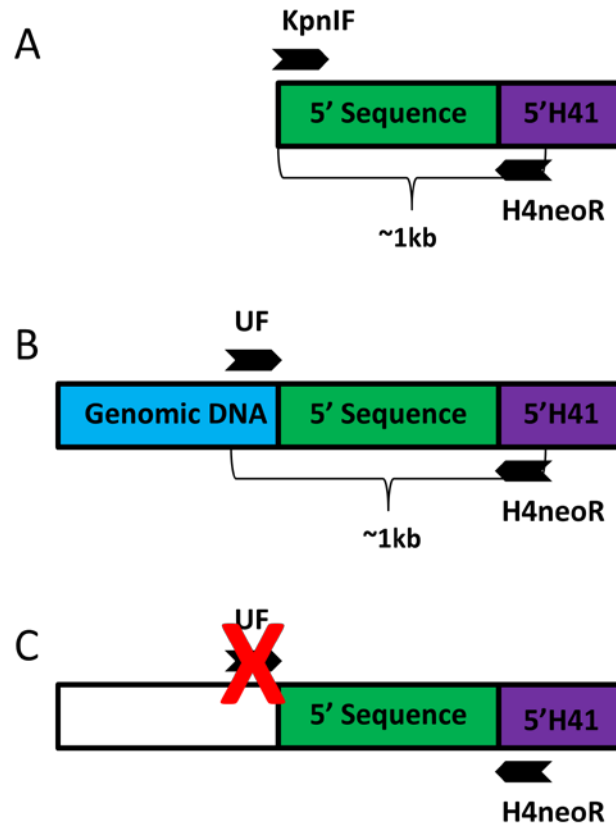 A
KpnIF
5’ Sequence 5’H41
H4neoR
~1kb
B
UF
Genomic DNA 5’ Sequence 5’H41
H4neoR
~1kb
C
UF
5’ Sequence 5’H41
H4neoR